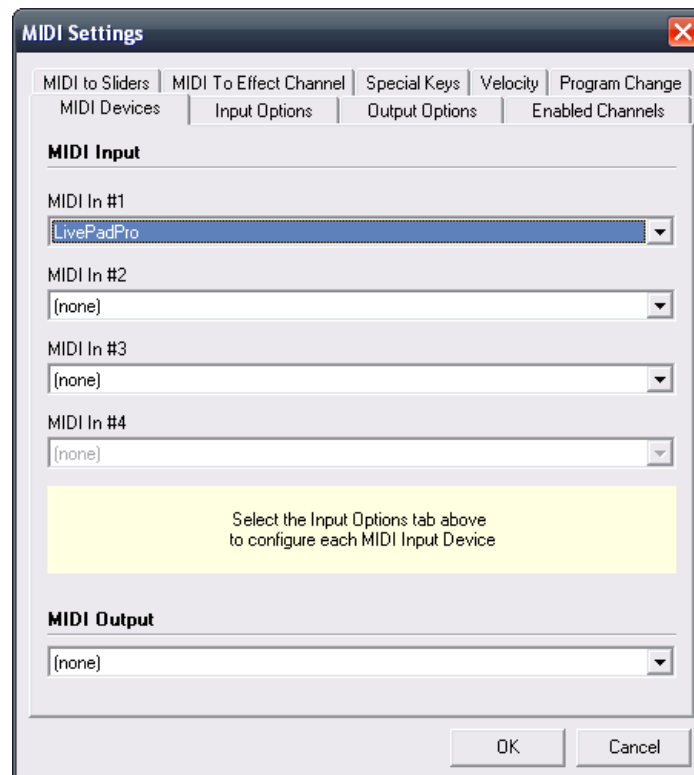 MIDI Settings
MIDI to Sliders
MIDI To Effect Channel
Special Keys
Velocity
Program Change
MIDI Devices
Input Options
Output Options
Enabled Channels
MIDI Input
MIDI In #1
LivePadPro
MIDI In #2
(none)
MIDI In #3
(none)
MIDI In #4
(none)
Select the Input Options tab above
to configure each MIDI Input Device
MIDI Output
(none)
OK
Cancel